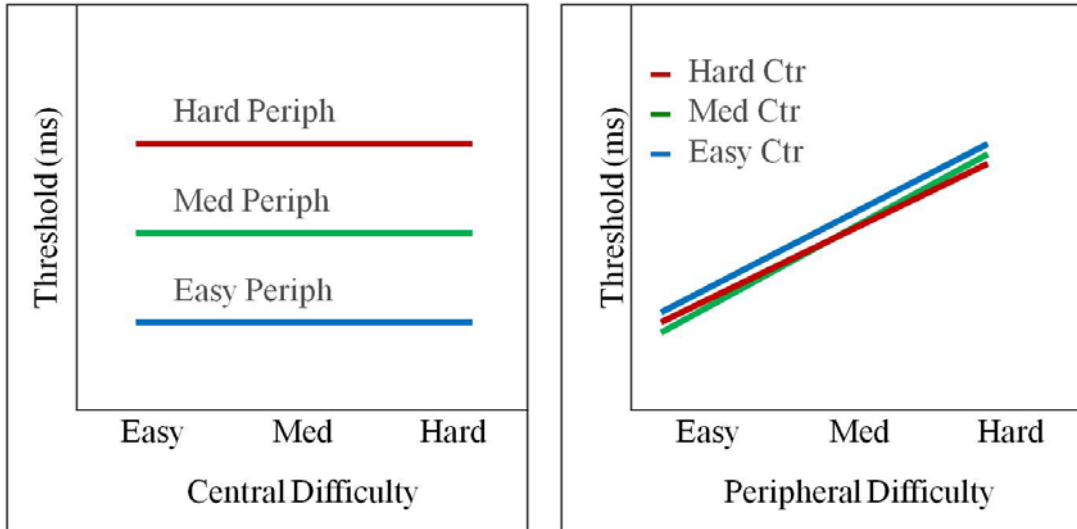 Threshold (ms)
Hard Periph
Med Periph
Easy Periph
Easy Med Hard
Central Difficulty
Threshold (ms)
Hard Ctr
Med Ctr
Easy Ctr
Easy Med Hard
Peripheral Difficulty